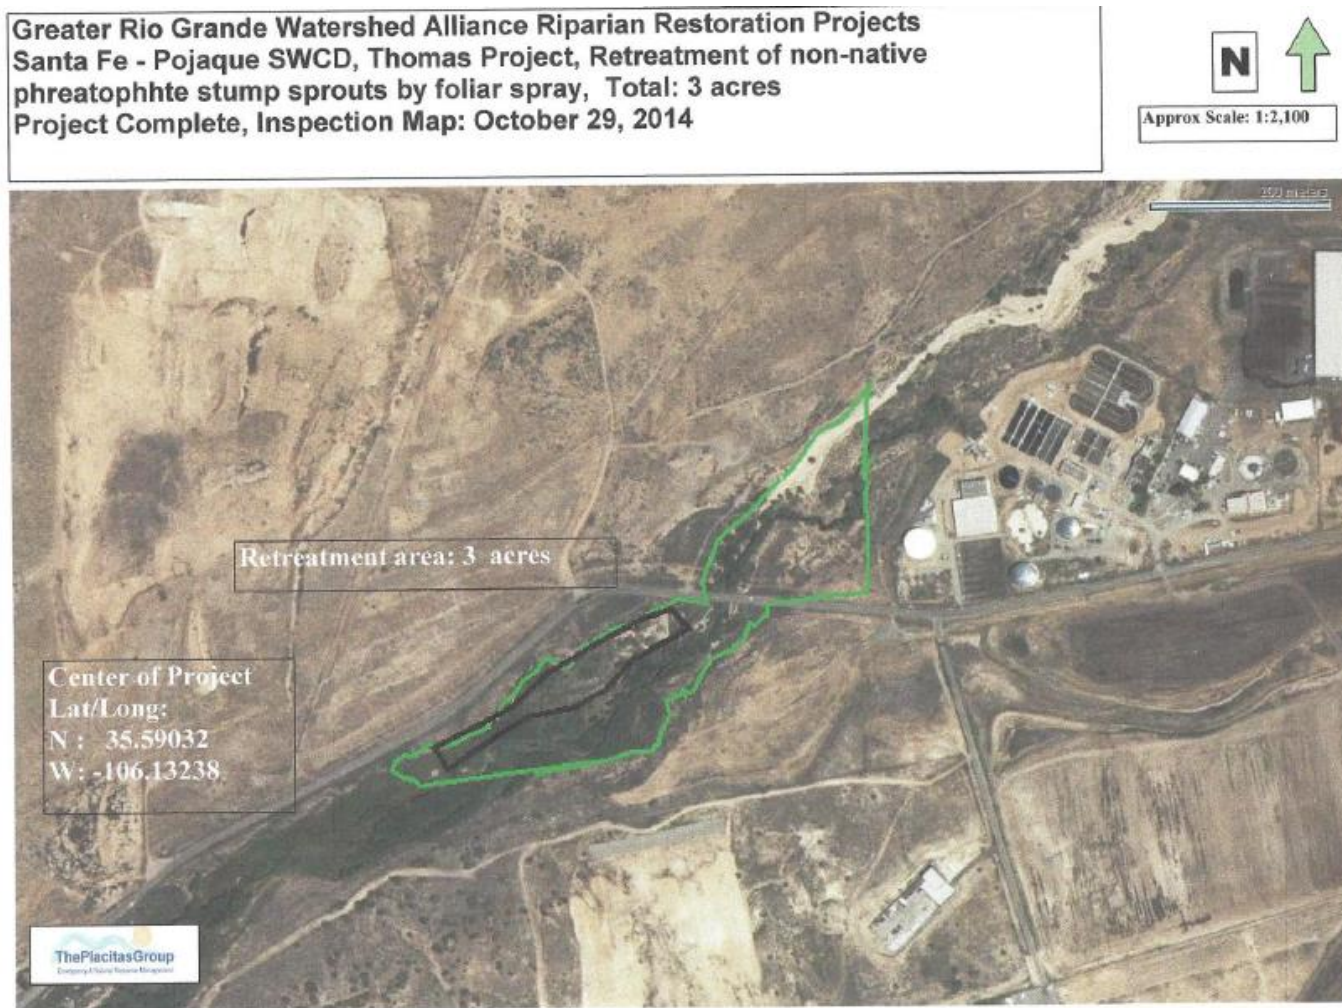 Greater Rio Grande Watershed Alliance Riparian Restoration Projects
Santa Fe - Pojaque SWCD, Thomas Project, Retreatment of non-native
phreatophhte stump sprouts by foliar spray, Total: 3 acres
Project Complete, Inspection Map: October 29, 2014
N
Approx Scale: 1:2,100
200 meters
Retreatment area: 3 acres
Center of Project
Lat/Long:
N : 35.59032
W: -106.13238
ThePlacitasGroup